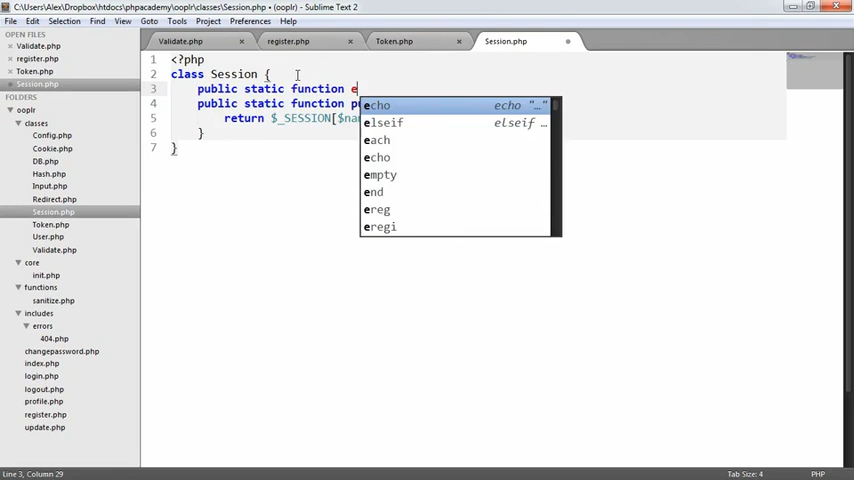 C:\Users\Alex\Dropbox\htdocs\phpacademy\ooplr\classes\Session.php • (ooplr) - Sublime Text 2
File Edit Selection Find View Goto Tools Project Preferences Help
OPEN FILES
Validate.php
register.php
Token.php
Session.php
FOLDERS
ooplr
classes
Config.php
Cookie.php
DB.php
Hash.php
Input.php
Redirect.php
Session.php
Token.php
User.php
Validate.php
core
init.php
functions
sanitize.php
includes
errors
404.php
changepassword.php
index.php
login.php
logout.php
profile.php
register.php
update.php
Validate.php register.php Token.php Session.php
1 <?php
2 class Session {
3 public static function e
4 public static function pu
5 return $_SESSION[$nam
6 }
7 }
echo echo "…"
elseif elseif …
each
echo
empty
end
ereg
eregi
Line 3, Column 29 Tab Size: 4 PHP